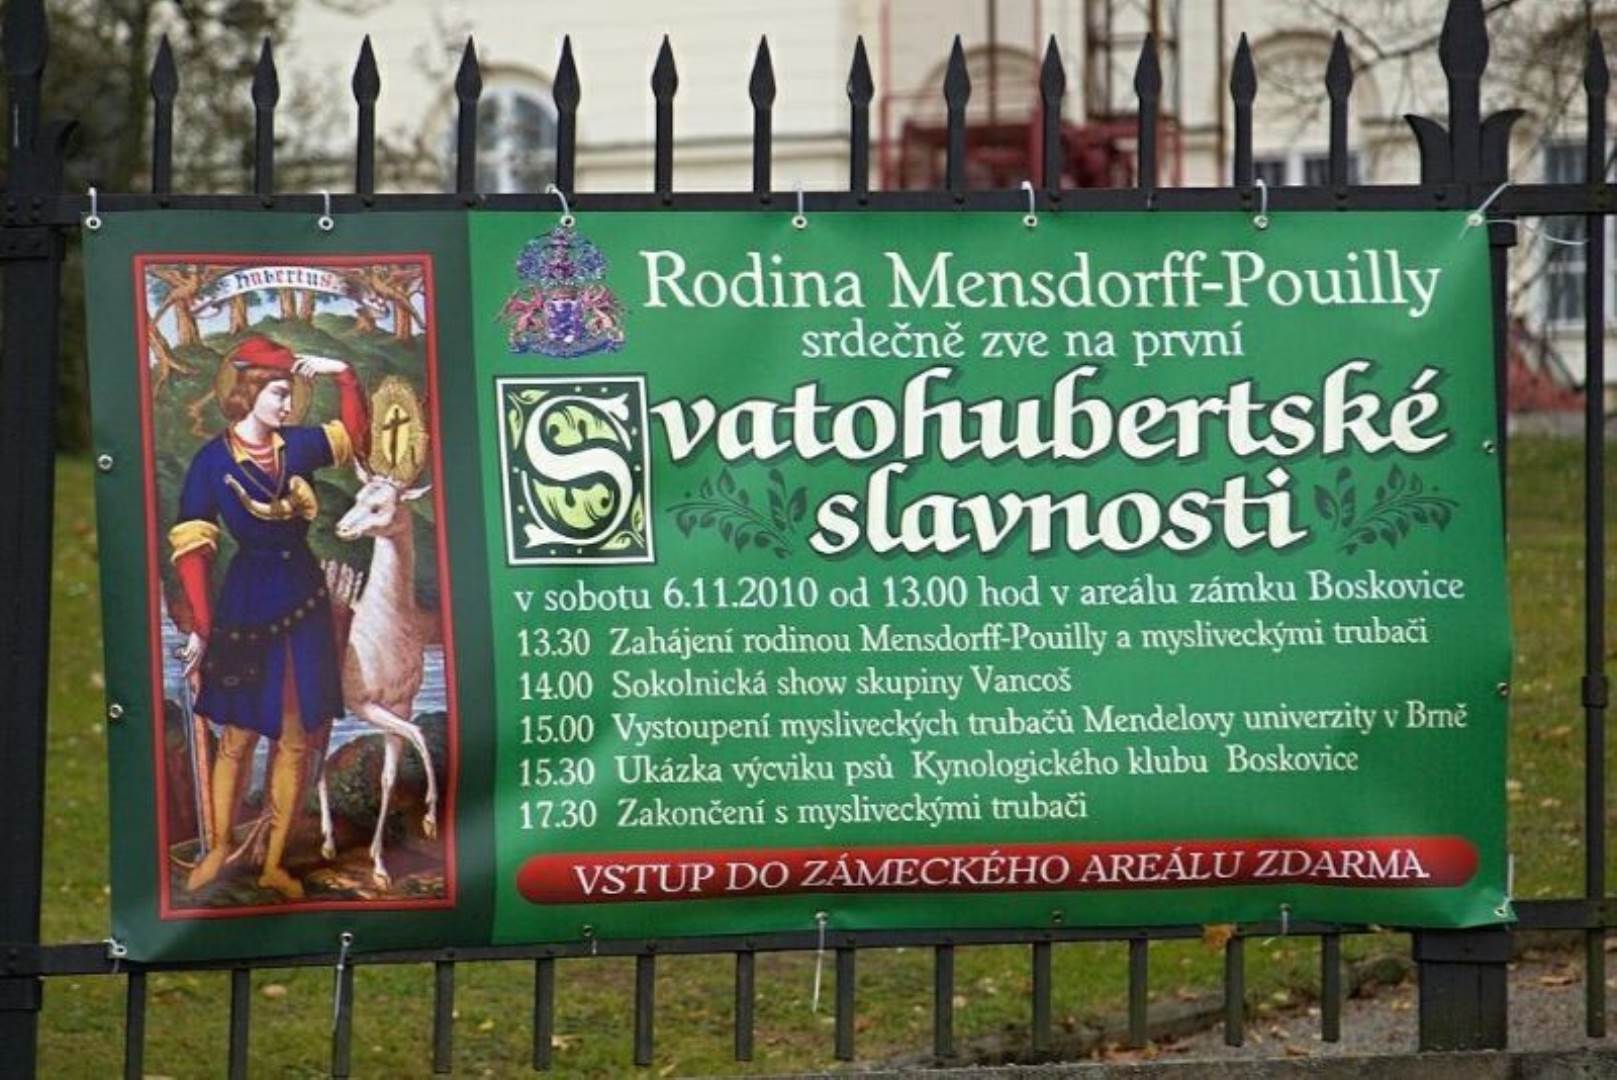 hubertus
Rodina Mensdorff-Pouilly
srdečně zve na první
Svatohubertské
slavnosti
v sobotu 6.11.2010 od 13.00 hod v areálu zámku Boskovice
13.30 Zahájení rodinou Mensdorff-Pouilly a mysliveckými trubači
14.00 Sokolnická show skupiny Vancoš
15.00 Vystoupení mysliveckých trubačů Mendelovy univerzity v Brně
15.30 Ukázka výcviku psů Kynologického klubu Boskovice
17.30 Zakončení s mysliveckými trubači
VSTUP DO ZÁMECKÉHO AREÁLU ZDARMA.